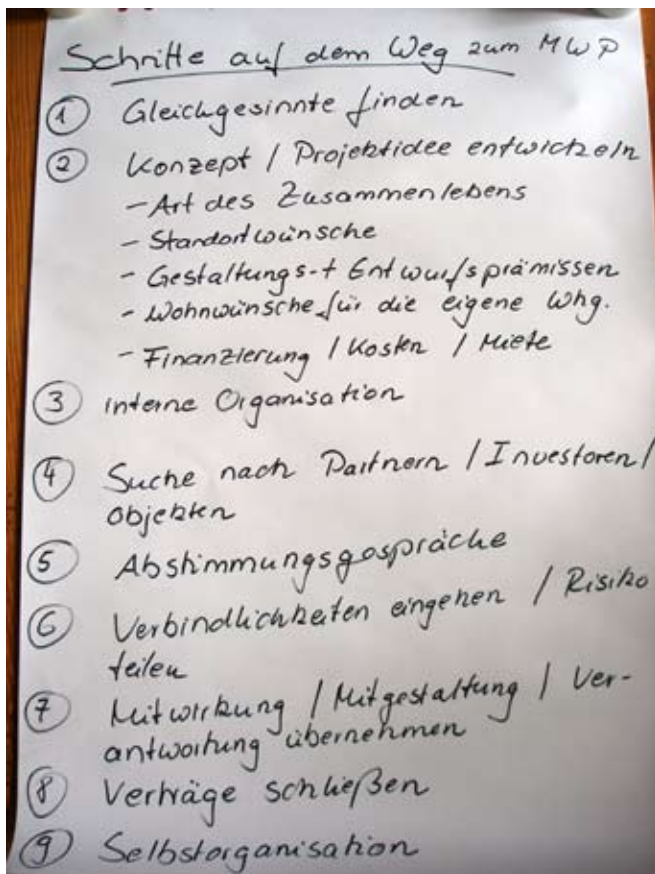 Schritte auf dem Weg zum MWP
1 Gleichgesinnte finden
2 Konzept / Projektidee entwickeln
- Art des Zusammenlebens
- Standortwünsche
- Gestaltungs- + Entwurfsprämissen
- Wohnwünsche für die eigene Whg.
- Finanzierung / Kosten / Miete
3 interne Organisation
4 Suche nach Partnern / Investoren /
Objekten
5 Abstimmungsgespräche
6 Verbindlichkeiten eingehen / Risiko
teilen
7 Mitwirkung / Mitgestaltung / Ver-
antwortung übernehmen
8 Verträge schließen
9 Selbstorganisation